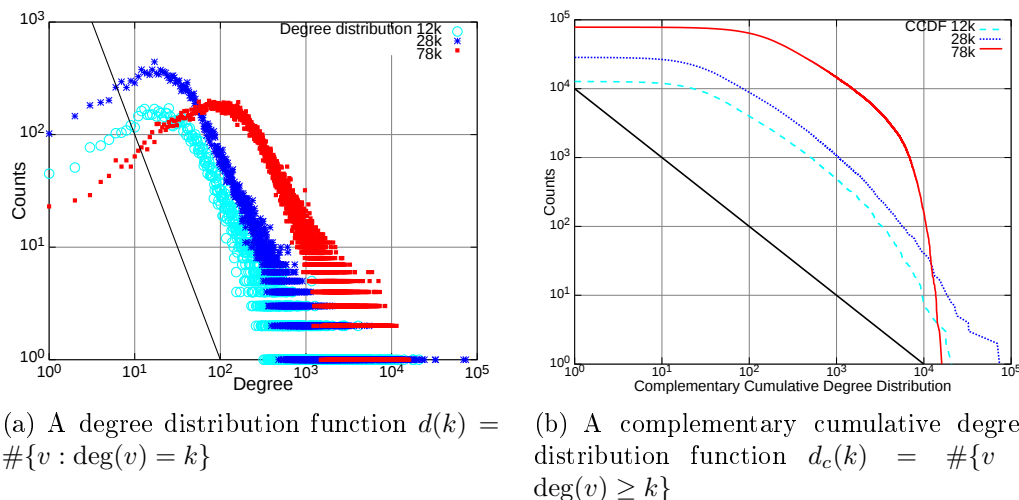 10^3
10^2
10^1
10^0
Counts
Degree distribution 12k
28k
78k
10^0 10^1 10^2 10^3 10^4 10^5
Degree
(a) A degree distribution function d(k) =
#{v : deg(v) = k}
10^5
10^4
10^3
10^2
10^1
10^0
Counts
CCDF 12k
28k
78k
10^0 10^1 10^2 10^3 10^4 10^5
Complementary Cumulative Degree Distribution
(b) A complementary cumulative degre
distribution function d_c(k) = #{v
deg(v) ≥ k}